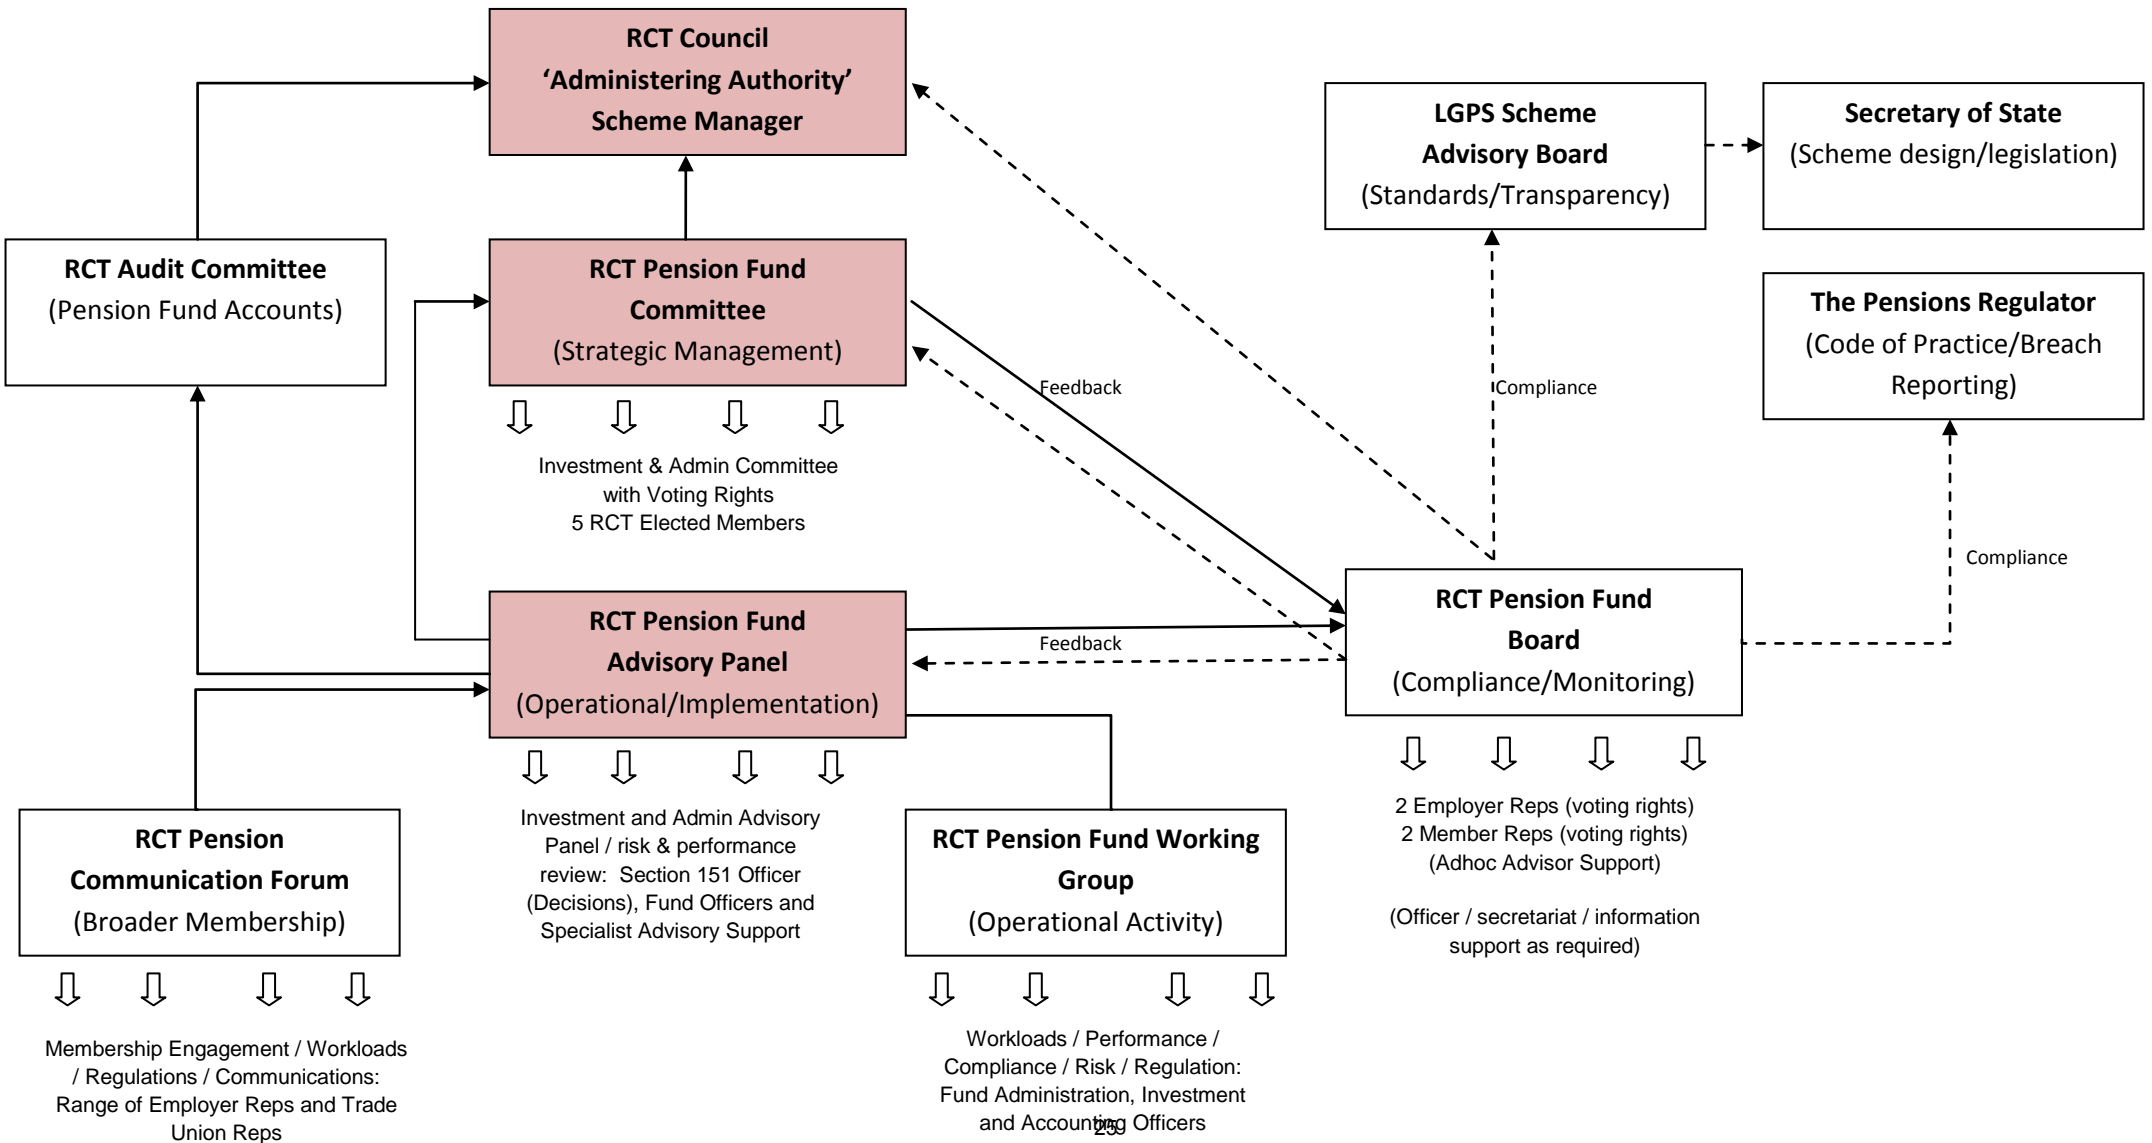 RCT Council
‘Administering Authority’
Scheme Manager
LGPS Scheme
Advisory Board
(Standards/Transparency)
Secretary of State
(Scheme design/legislation)
RCT Audit Committee
(Pension Fund Accounts)
RCT Pension Fund
Committee
(Strategic Management)
The Pensions Regulator
(Code of Practice/Breach
Reporting)
Feedback
Compliance
Investment & Admin Committee
with Voting Rights
5 RCT Elected Members
Compliance
RCT Pension Fund
Advisory Panel
(Operational/Implementation)
Feedback
RCT Pension Fund
Board
(Compliance/Monitoring)
RCT Pension
Communication Forum
(Broader Membership)
Investment and Admin Advisory
Panel / risk & performance
review: Section 151 Officer
(Decisions), Fund Officers and
Specialist Advisory Support
RCT Pension Fund Working
Group
(Operational Activity)
2 Employer Reps (voting rights)
2 Member Reps (voting rights)
(Adhoc Advisor Support)
(Officer / secretariat / information
support as required)
Membership Engagement / Workloads
/ Regulations / Communications:
Range of Employer Reps and Trade
Union Reps
Workloads / Performance /
Compliance / Risk / Regulation:
Fund Administration, Investment
and Accounting Officers
25